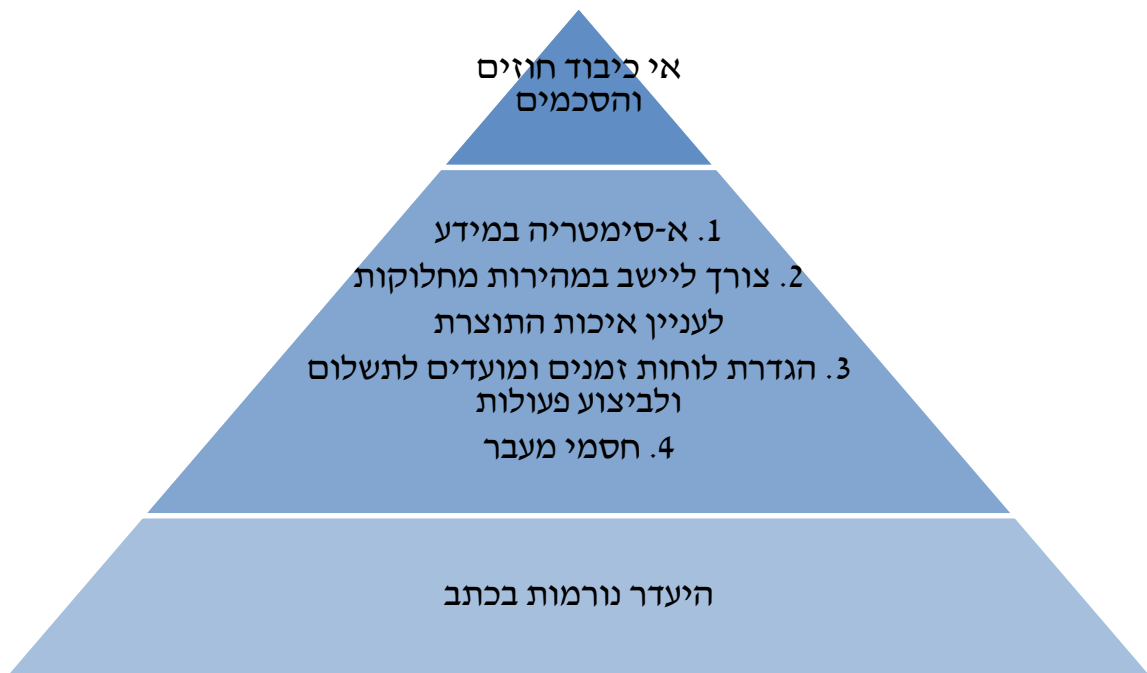 אי כיבוד חוזים
והסכמים
1. א-סימטריה במידע
2. צורך ליישב במהירות מחלוקות
לעניין איכות התוצרת
3. הגדרת לוחות זמנים ומועדים לתשלום
ולביצוע פעולות
4. חסמי מעבר
היעדר נורמות בכתב